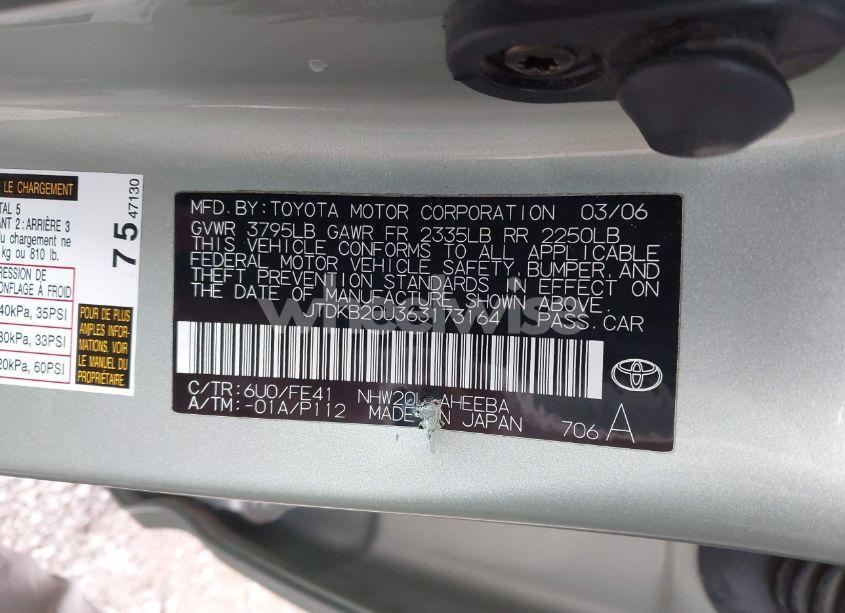 LE CHARGEMENT
TAL 5
ANT 2: ARRIÈRE 3
u chargement ne
kg ou 810 lb.
RESSION DE
ONFLAGE À FROID
40kPa, 35PSI
30kPa, 33PSI
20kPa, 60PSI
75 47130
POUR DE PLUS
AMPLES INFOR-
MATIONS,
VOIR LE
MANUEL DU
PROPRIÉTAIRE
MFD. BY: TOYOTA MOTOR CORPORATION 03/06
GVWR 3795LB GAWR FR 2335LB RR 2250LB
THIS VEHICLE CONFORMS TO ALL APPLICABLE
FEDERAL MOTOR VEHICLE SAFETY, BUMPER, AND
THEFT PREVENTION STANDARDS IN EFFECT ON
THE DATE OF MANUFACTURE SHOWN ABOVE.
JTDKB20U363173144 PASS. CAR
C/TR: 6U0/FE41 AHEEBA
A/TM: -01A/P112 MADE IN JAPAN
706 A